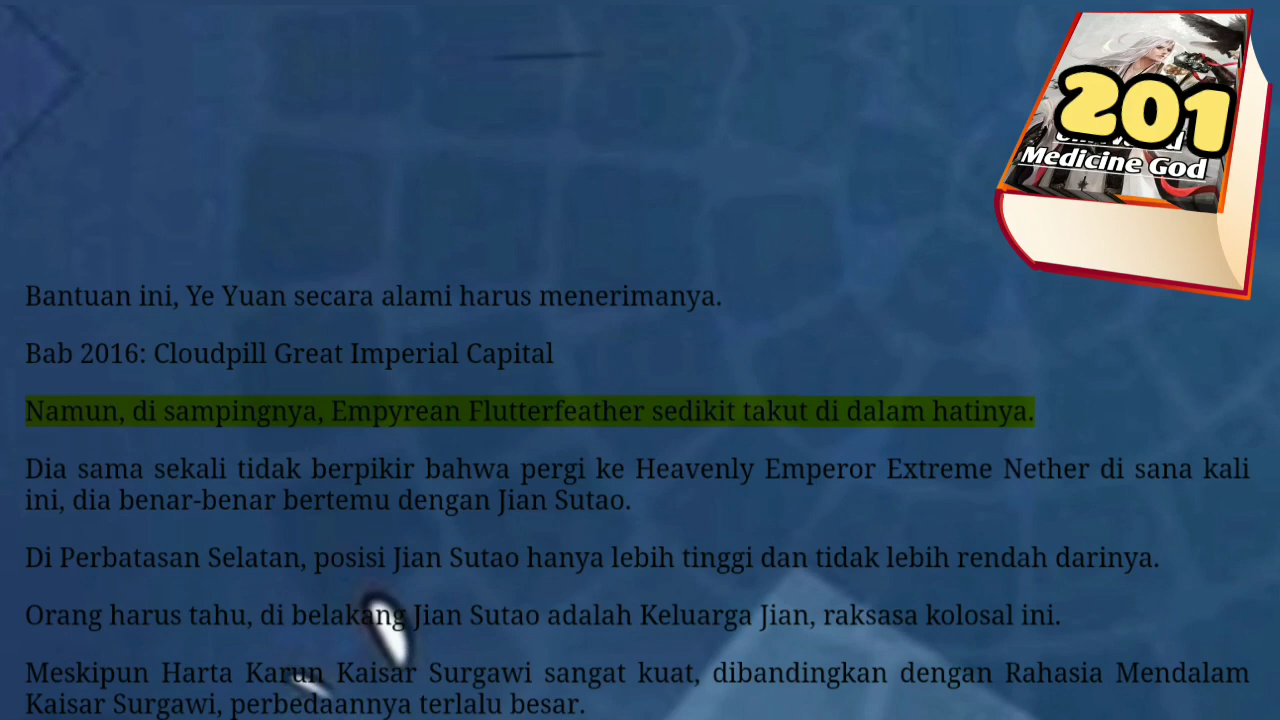 201
Medicine God
Bantuan ini, Ye Yuan secara alami harus menerimanya.
Bab 2016: Cloudpill Great Imperial Capital
Namun, di sampingnya, Empyrean Flutterfeather sedikit takut di dalam hatinya.
Dia sama sekali tidak berpikir bahwa pergi ke Heavenly Emperor Extreme Nether di sana kali
ini, dia benar-benar bertemu dengan Jian Sutao.
Di Perbatasan Selatan, posisi Jian Sutao hanya lebih tinggi dan tidak lebih rendah darinya.
Orang harus tahu, di belakang Jian Sutao adalah Keluarga Jian, raksasa kolosal ini.
Meskipun Harta Karun Kaisar Surgawi sangat kuat, dibandingkan dengan Rahasia Mendalam
Kaisar Surgawi, perbedaannya terlalu besar.